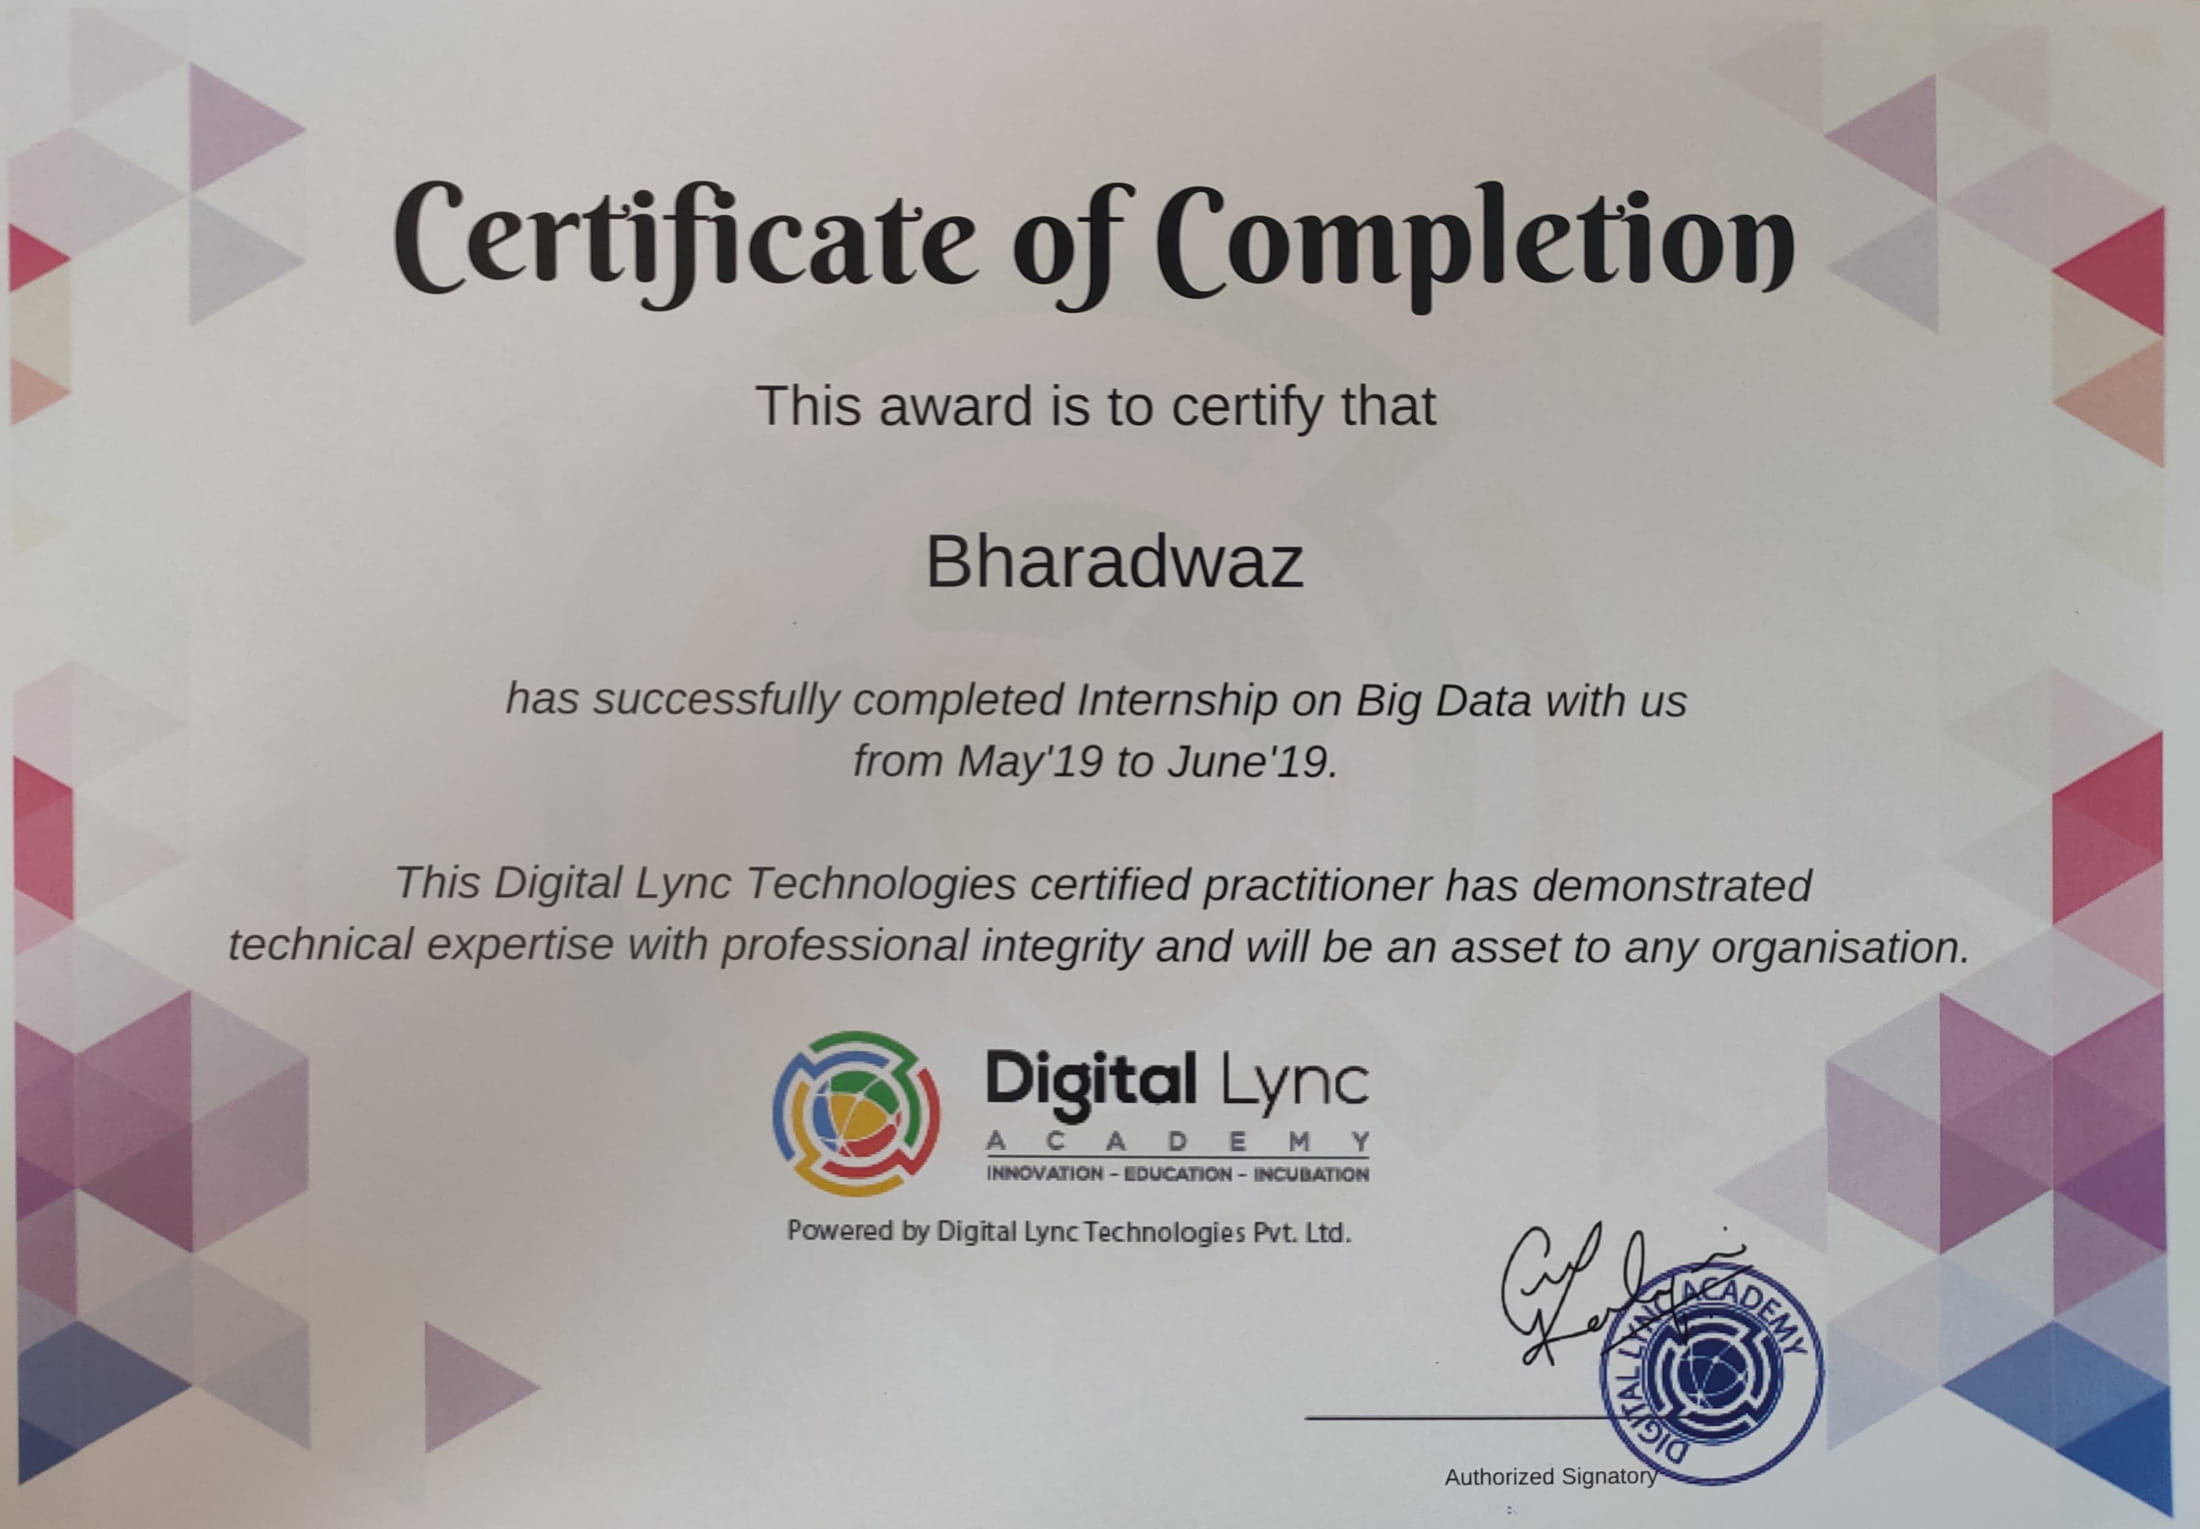 Certificate of Completion
This award is to certify that
Bharadwaz
has successfully completed Internship on Big Data with us
from May'19 to June'19.
This Digital Lync Technologies certified practitioner has demonstrated
technical expertise with professional integrity and will be an asset to any organisation.
Digital Lync
ACADEMY
INNOVATION - EDUCATION - INCUBATION
Powered by Digital Lync Technologies Pvt. Ltd.
DIGITAL LYNC ACADEMY
Authorized Signatory